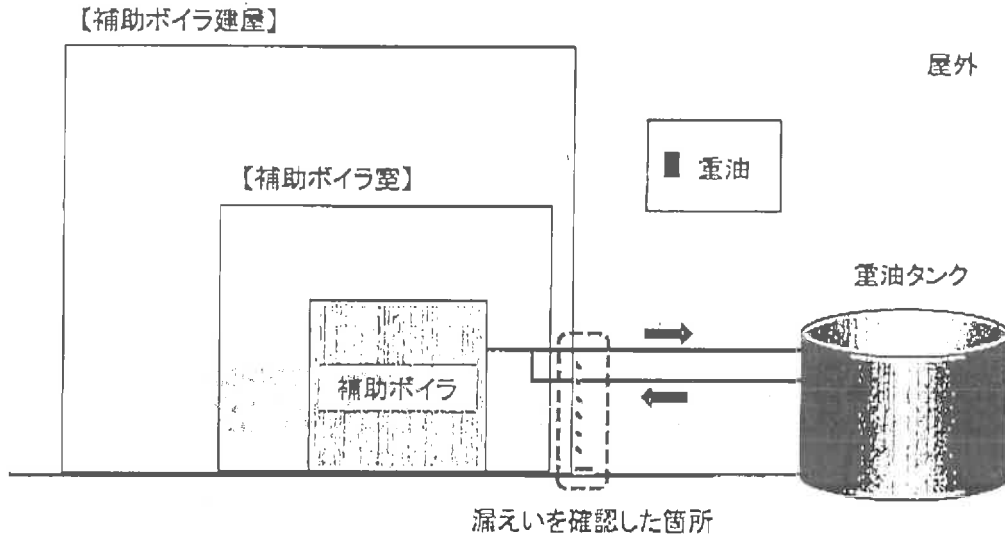 【補助ボイラ建屋】
屋外
重油
【補助ボイラ室】
重油タンク
補助ボイラ
漏えいを確認した箇所